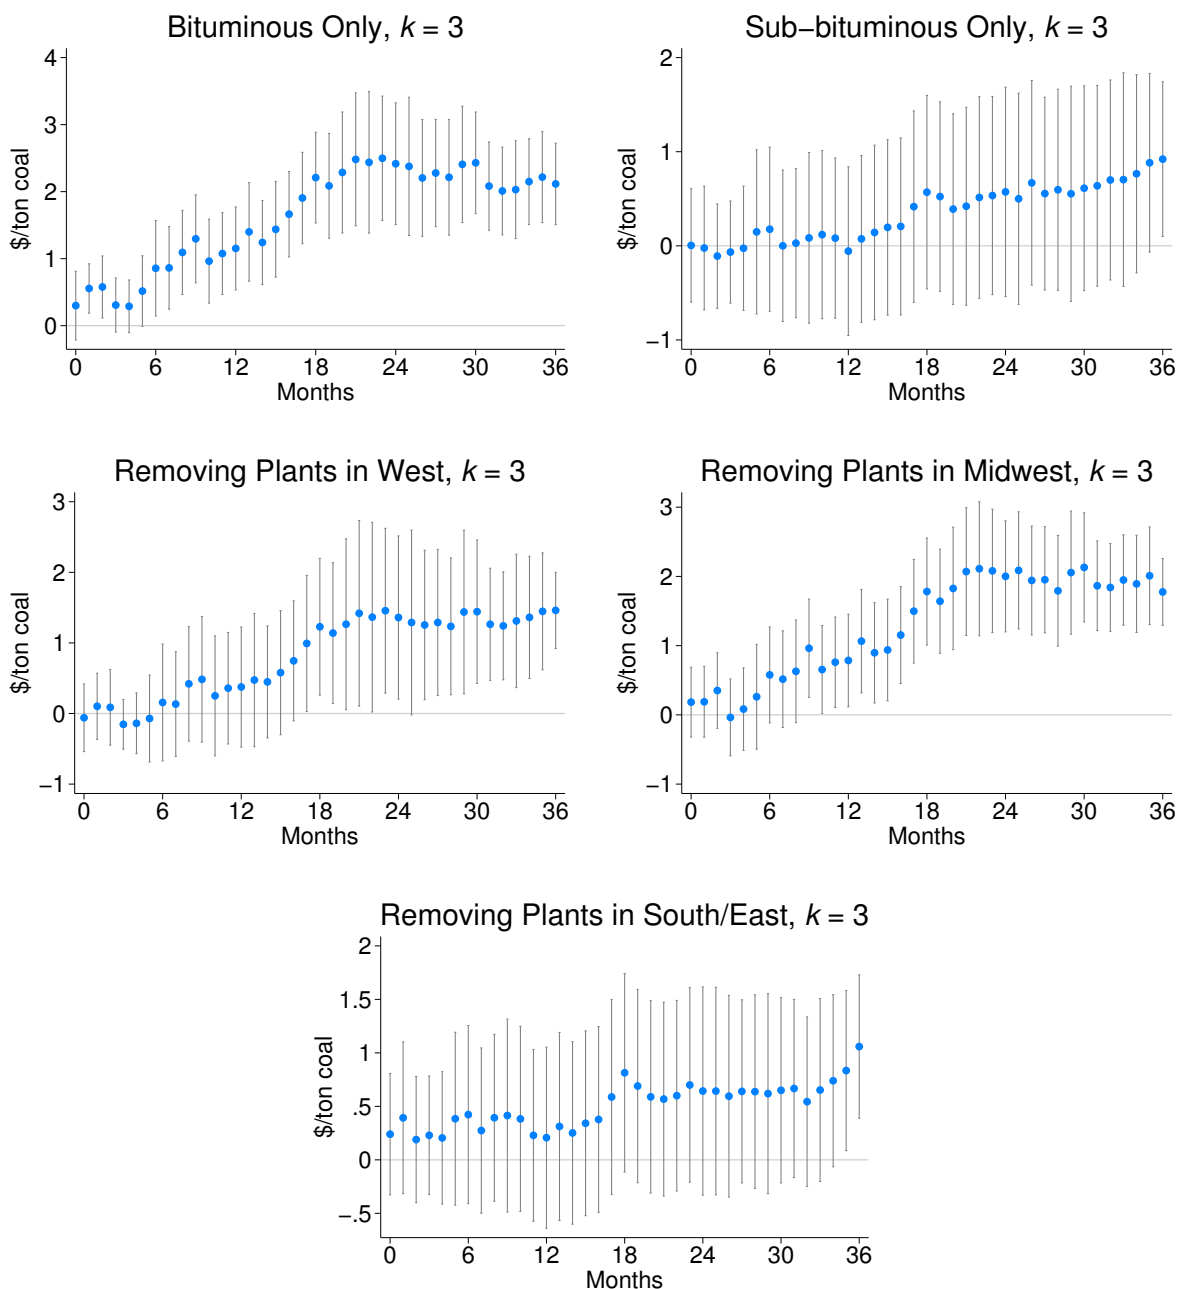 Bituminous Only, k = 3
4
3
2
1
0
$/ton coal
0 6 12 18 24 30 36
Months
Sub−bituminous Only, k = 3
2
1
0
−1
$/ton coal
0 6 12 18 24 30 36
Months
Removing Plants in West, k = 3
3
2
1
0
−1
$/ton coal
0 6 12 18 24 30 36
Months
Removing Plants in Midwest, k = 3
3
2
1
0
−1
$/ton coal
0 6 12 18 24 30 36
Months
Removing Plants in South/East, k = 3
2
1.5
1
.5
0
−.5
$/ton coal
0 6 12 18 24 30 36
Months